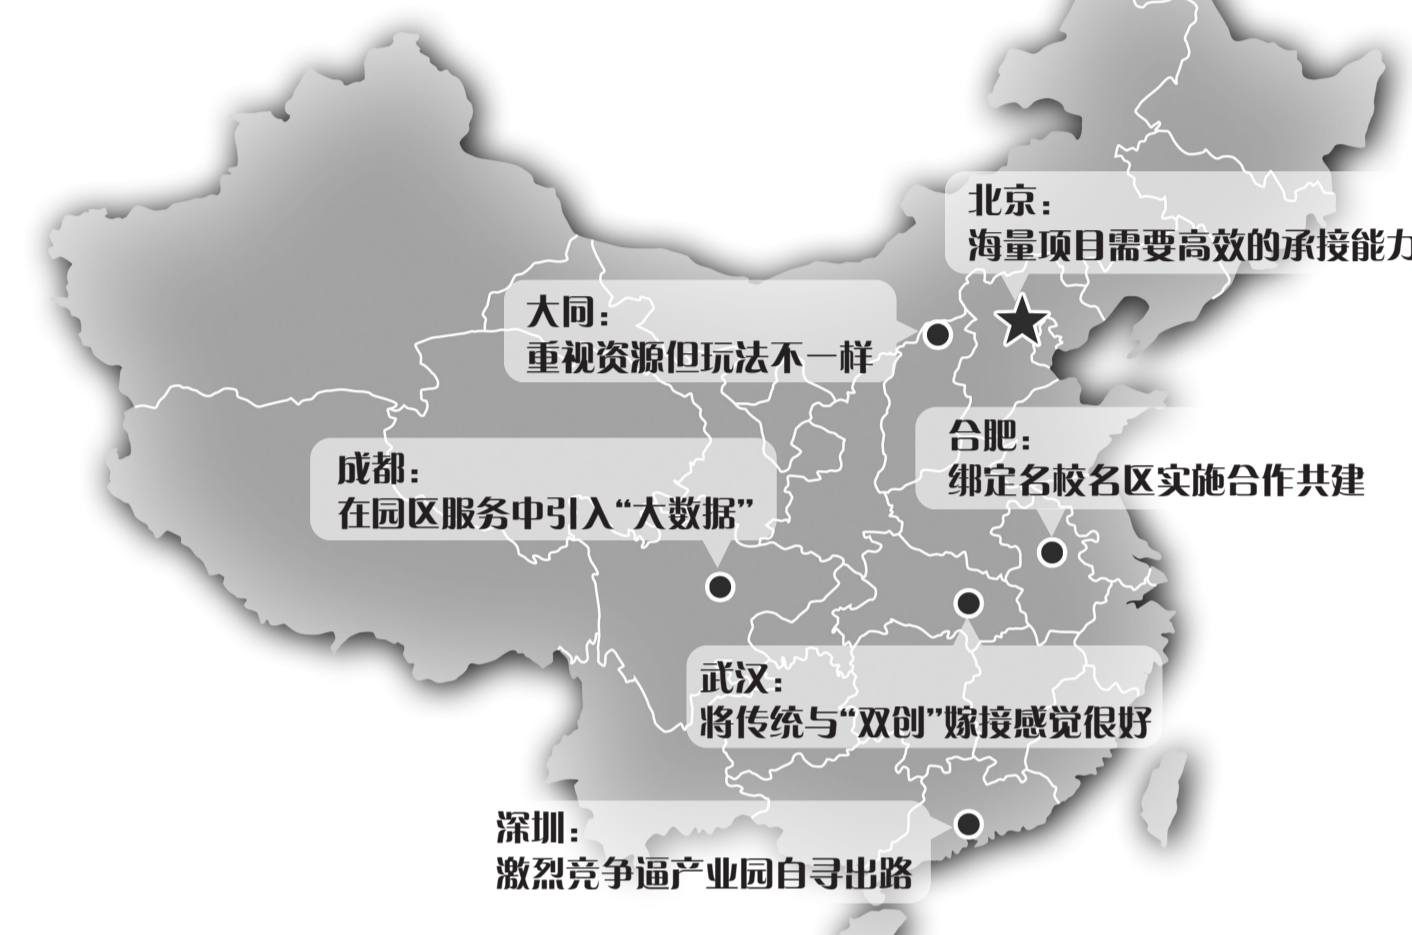 北京：
海量项目需要高效的承接能力
大同：
重视资源但玩法不一样
合肥：
绑定名校名区实施合作共建
成都：
在园区服务中引入“大数据”
武汉：
将传统与“双创”嫁接感觉很好
深圳：
激烈竞争逼产业园自寻出路